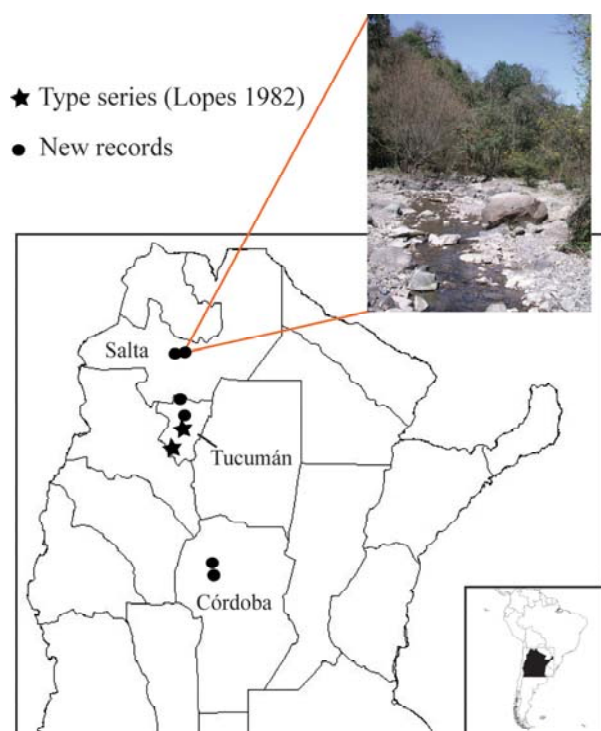 Type series (Lopes 1982)
New records
Salta
Tucumán
Córdoba